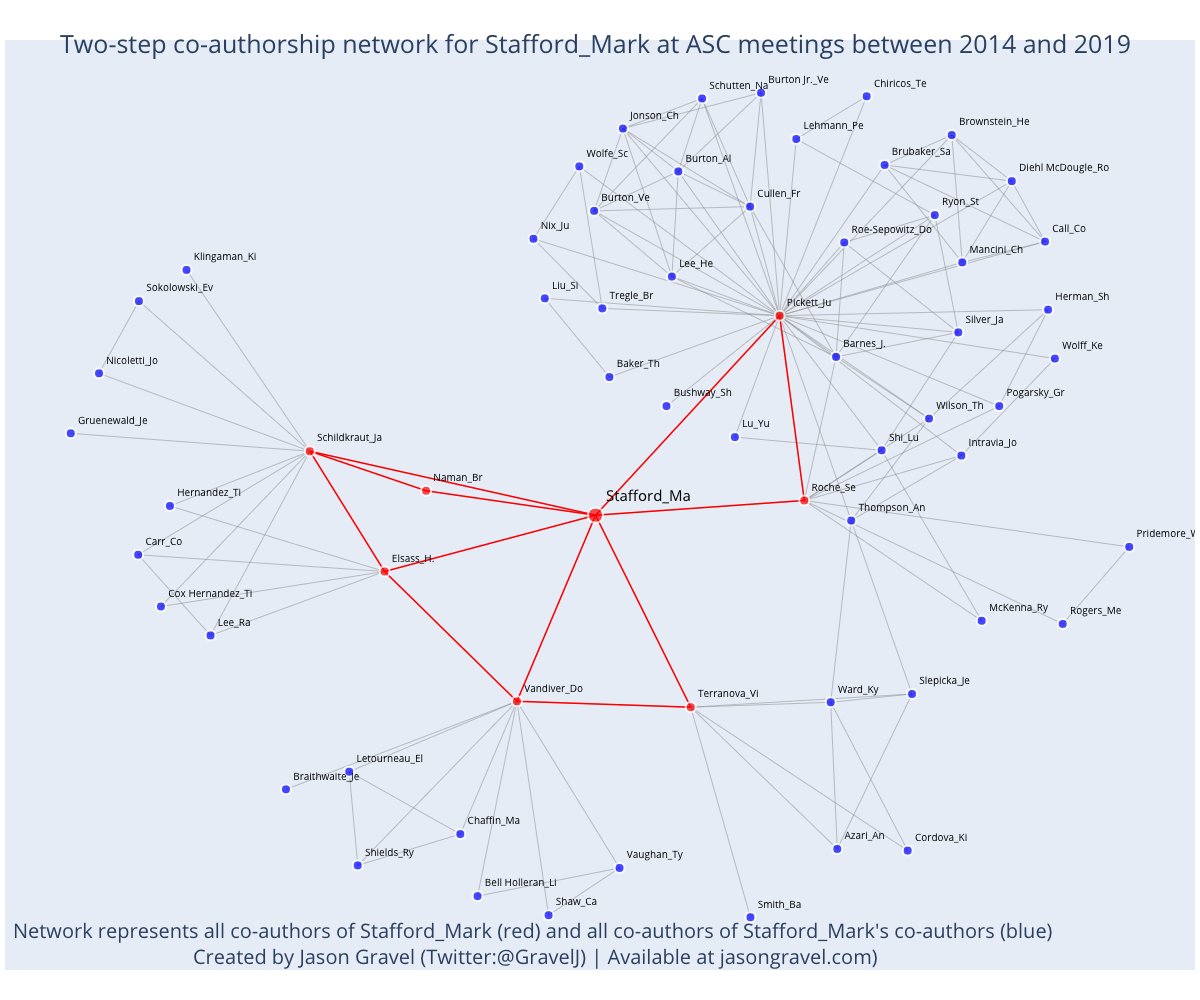 Two-step co-authorship network for Stafford_Mark at ASC meetings between 2014 and 2019
Schutten_Na
Burton Jr._Ve
Chiricos_Te
Jonson_Ch
Lehmann_Pe
Brownstein_He
Wolfe_Sc
Burton_Al
Brubaker_Sa
Diehl McDougle_Ro
Burton_Ve
Cullen_Fr
Ryon_St
Nix_Ju
Roe-Sepowitz_Do
Call_Co
Mancini_Ch
Klingaman_Ki
Lee_He
Sokolowski_Ev
Liu_Si
Tregle_Br
Pickett_Ju
Herman_Sh
Silver_Ja
Nicoletti_Jo
Baker_Th
Barnes_J.
Wolff_Ke
Bushway_Sh
Pogarsky_Gr
Gruenewald_Je
Lu_Yu
Wilson_Th
Schildkraut_Ja
Shi_Lu
Intravia_Jo
Naman_Br
Hernandez_Ti
Stafford_Ma
Roche_Se
Thompson_An
Carr_Co
Elsass_H.
Pridemore_W
Cox Hernandez_Ti
Lee_Ra
McKenna_Ry
Rogers_Me
Vandiver_Do
Terranova_Vi
Ward_Ky
Slepicka_Je
Letourneau_El
Braithwaite_Je
Chaffin_Ma
Shields_Ry
Azari_An
Cordova_Ki
Vaughan_Ty
Bell Holleran_Li
Shaw_Ca
Smith_Ba
Network represents all co-authors of Stafford_Mark (red) and all co-authors of Stafford_Mark's co-authors (blue)
Created by Jason Gravel (Twitter:@GravelJ) | Available at jasongravel.com)